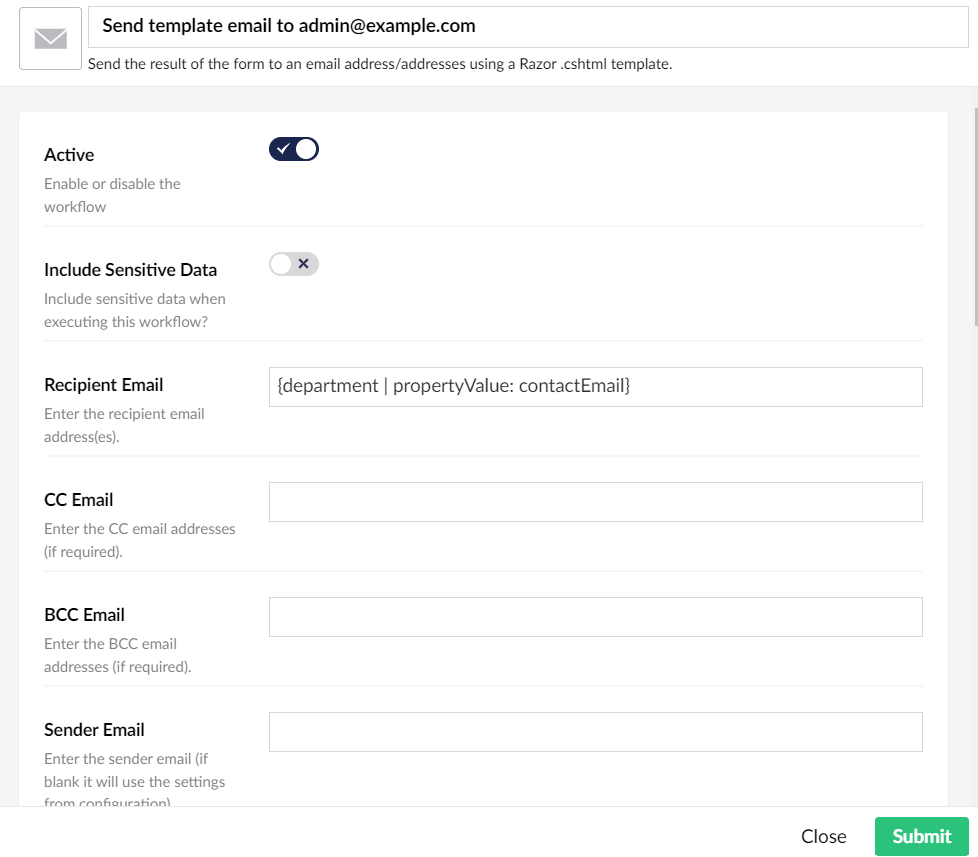 Send template email to admin@example.com
Send the result of the form to an email address/addresses using a Razor .cshtml template.
Active
Enable or disable the
workflow
Include Sensitive Data
Include sensitive data when
executing this workflow?
Recipient Email
{department | propertyValue: contactEmail}
Enter the recipient email
address(es).
CC Email
Enter the CC email addresses
(if required).
BCC Email
Enter the BCC email
addresses (if required).
Sender Email
Enter the sender email (if
blank it will use the settings
from configuration)
Close
Submit